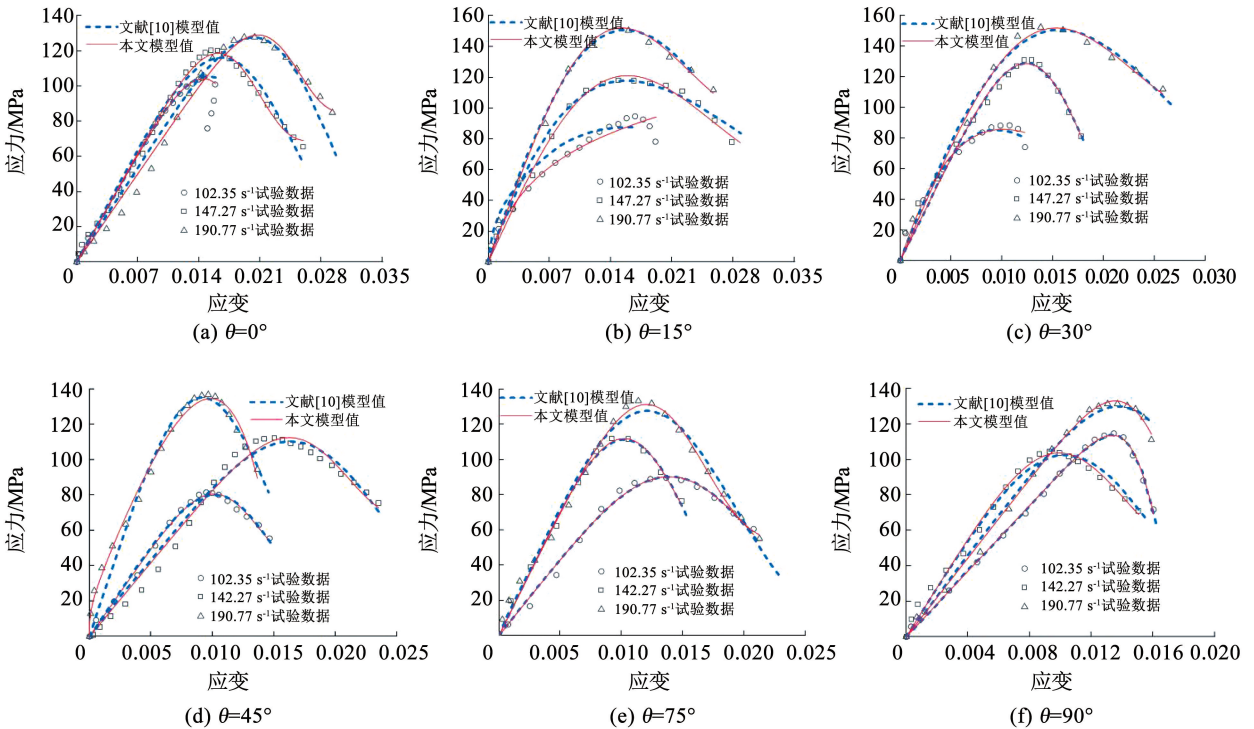 160
140
120
100
80
60
40
20
0
0.007
0.014
0.021
0.028
0.035
应力/MPa
应变
文献[10]模型值
本文模型值
102.35 s⁻¹试验数据
147.27 s⁻¹试验数据
190.77 s⁻¹试验数据
(a) θ=0°
160
140
120
100
80
60
40
20
0
0.007
0.014
0.021
0.028
0.035
应力/MPa
应变
文献[10]模型值
本文模型值
102.35 s⁻¹试验数据
147.27 s⁻¹试验数据
190.77 s⁻¹试验数据
(b) θ=15°
160
140
120
100
80
60
40
20
0
0.005
0.010
0.015
0.020
0.025
0.030
应力/MPa
应变
文献[10]模型值
本文模型值
102.35 s⁻¹试验数据
147.27 s⁻¹试验数据
190.77 s⁻¹试验数据
(c) θ=30°
140
120
100
80
60
40
20
0
0.005
0.010
0.015
0.020
0.025
应力/MPa
应变
文献[10]模型值
本文模型值
102.35 s⁻¹试验数据
142.27 s⁻¹试验数据
190.77 s⁻¹试验数据
(d) θ=45°
140
120
100
80
60
40
20
0
0.005
0.010
0.015
0.020
0.025
应力/MPa
应变
文献[10]模型值
本文模型值
102.35 s⁻¹试验数据
142.27 s⁻¹试验数据
190.77 s⁻¹试验数据
(e) θ=75°
140
120
100
80
60
40
20
0
0.004
0.008
0.012
0.016
0.020
应力/MPa
应变
文献[10]模型值
本文模型值
102.35 s⁻¹试验数据
142.27 s⁻¹试验数据
190.77 s⁻¹试验数据
(f) θ=90°